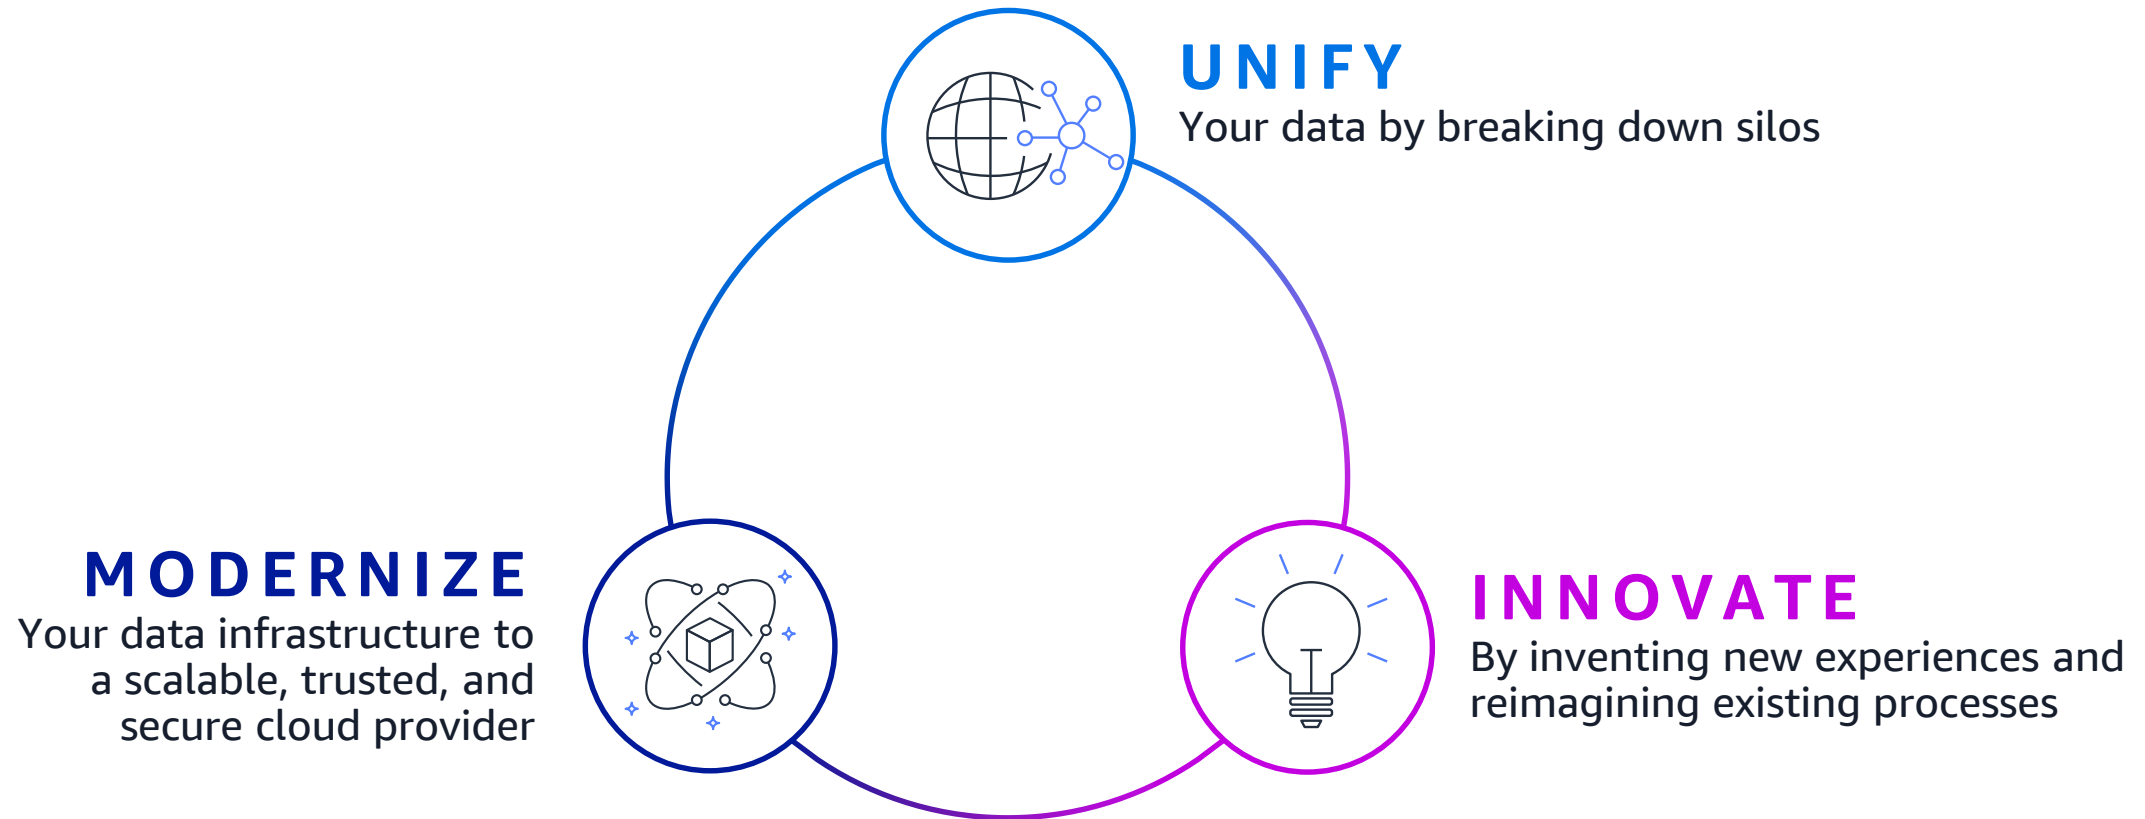 UNIFY
Your data by breaking down silos
MODERNIZE
Your data infrastructure to
a scalable, trusted, and
secure cloud provider
INNOVATE
By inventing new experiences and
reimagining existing processes